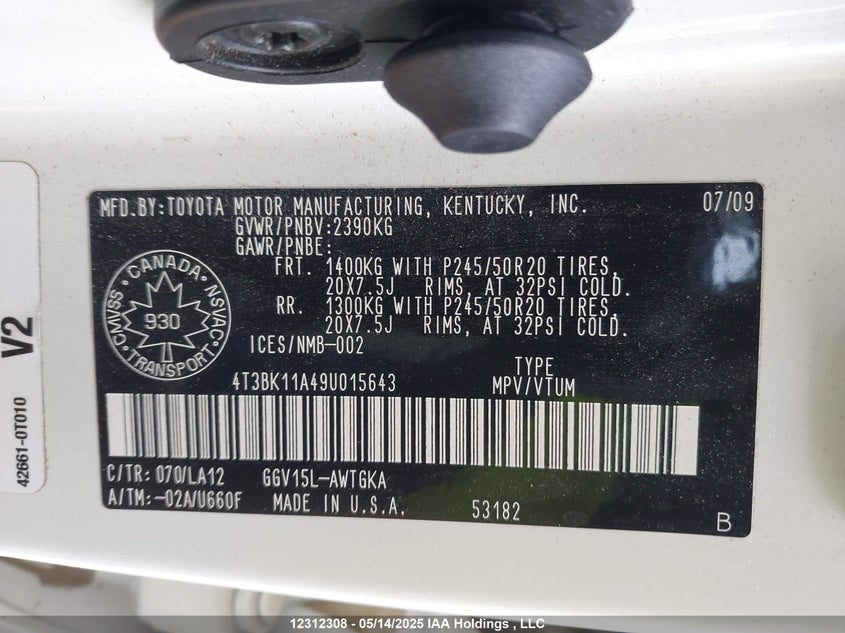 MFD.BY:TOYOTA MOTOR MANUFACTURING, KENTUCKY, INC. 07/09
GVWR/PNBV:2390KG
GAWR/PNBE:
FRT. 1400KG WITH P245/50R20 TIRES,
20X7.5J RIMS, AT 32PSI COLD.
RR. 1300KG WITH P245/50R20 TIRES,
20X7.5J RIMS, AT 32PSI COLD.
ICES/NMB-002
CANADA
CMVSS 930 NSVAC
TRANSPORT
TYPE
4T3BK11A49U015643 MPV/VTUM
C/TR: 070/LA12 GGV15L-AWTGKA
A/TM:-02A/U660F MADE IN U.S.A. 53182 B
V2
42661-0T010
12312308 - 05/14/2025 IAA Holdings , LLC